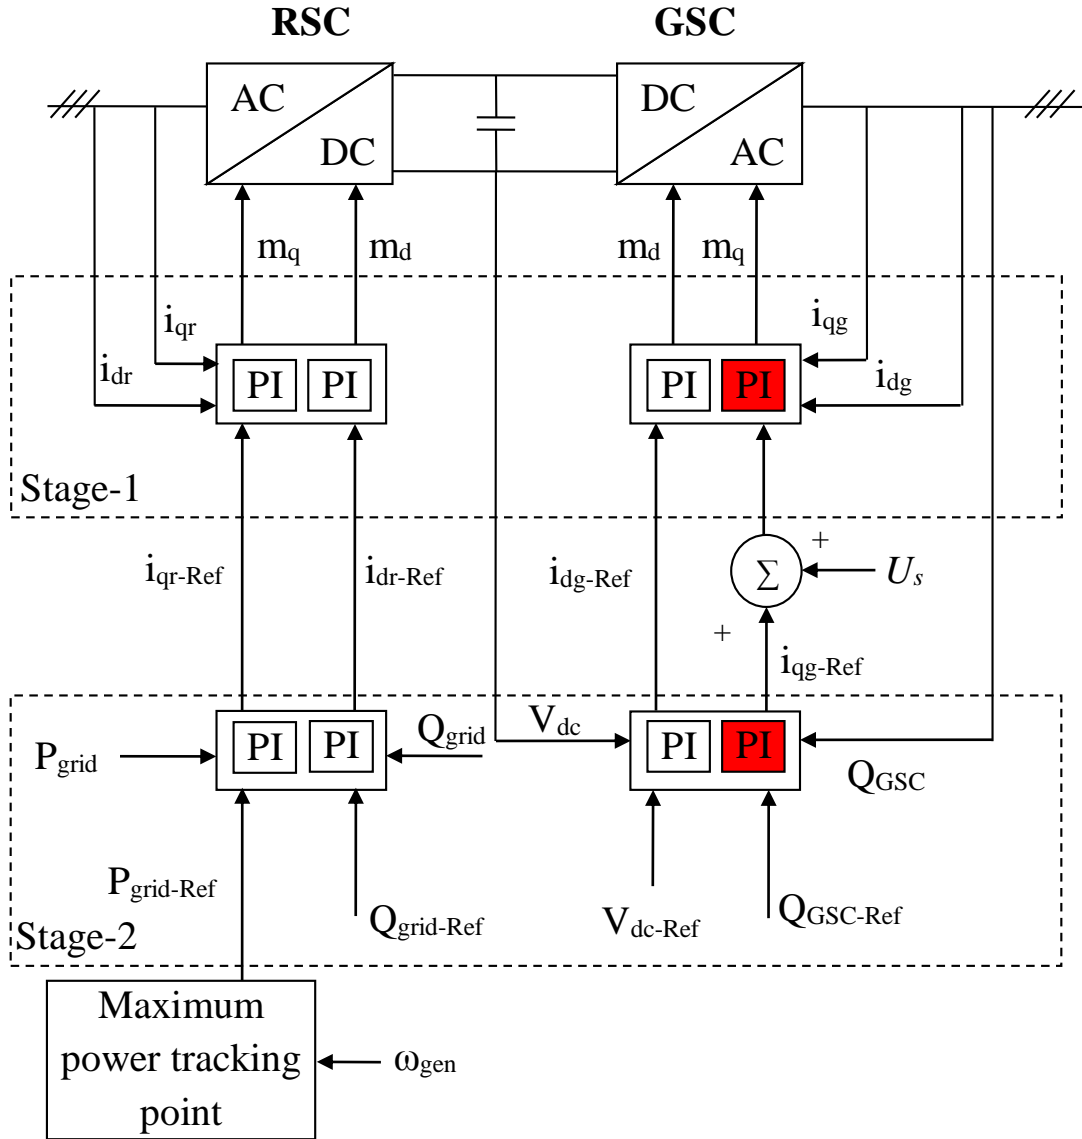 RSC
GSC
AC
DC
DC
AC
mq
md
md
mq
iqr
idr
PI
PI
PI
PI
iqg
idg
Stage-1
iqr-Ref
idr-Ref
idg-Ref
+
Σ
Us
+
iqg-Ref
Pgrid
PI
PI
Qgrid
Vdc
PI
PI
QGSC
Pgrid-Ref
Qgrid-Ref
Vdc-Ref
QGSC-Ref
Stage-2
Maximum
power tracking
point
ωgen